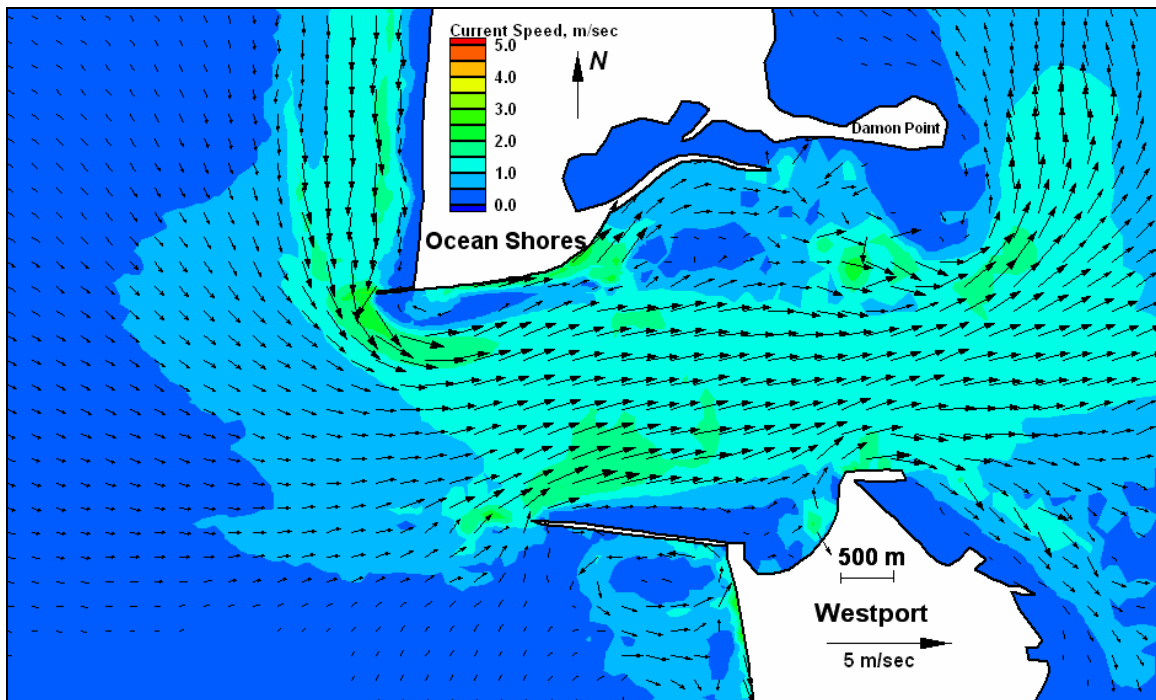 Current Speed, m/sec
5.0
4.0
3.0
2.0
1.0
0.0
N
Damon Point
Ocean Shores
500 m
Westport
5 m/sec